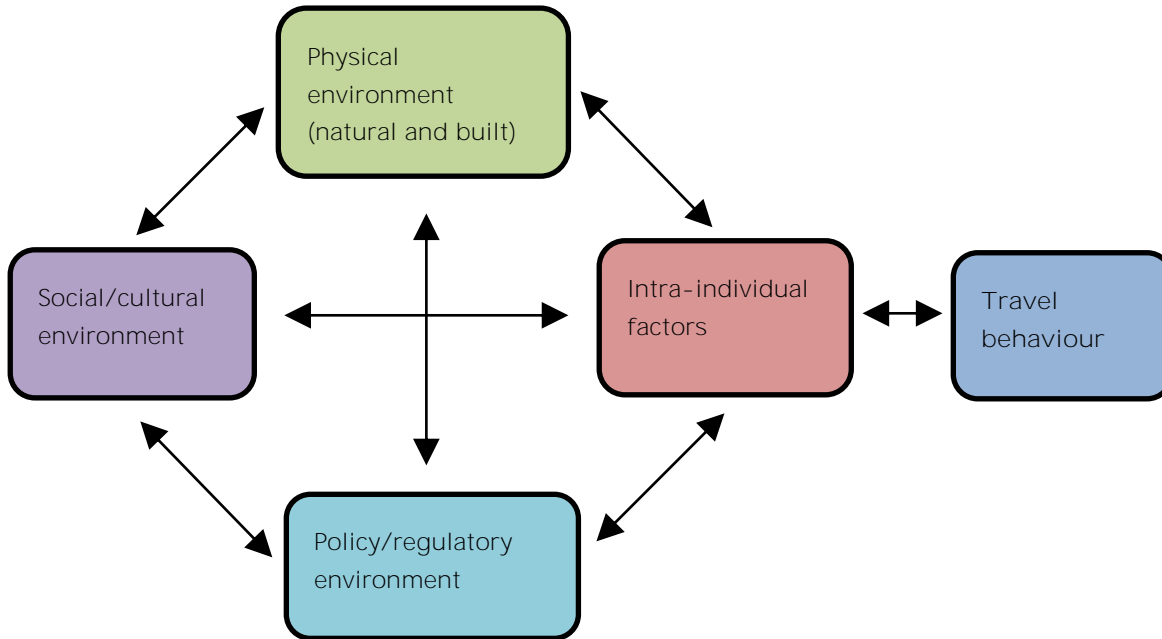 Physical
environment
(natural and built)
Social/cultural
environment
Intra-individual
factors
Travel
behaviour
Policy/regulatory
environment